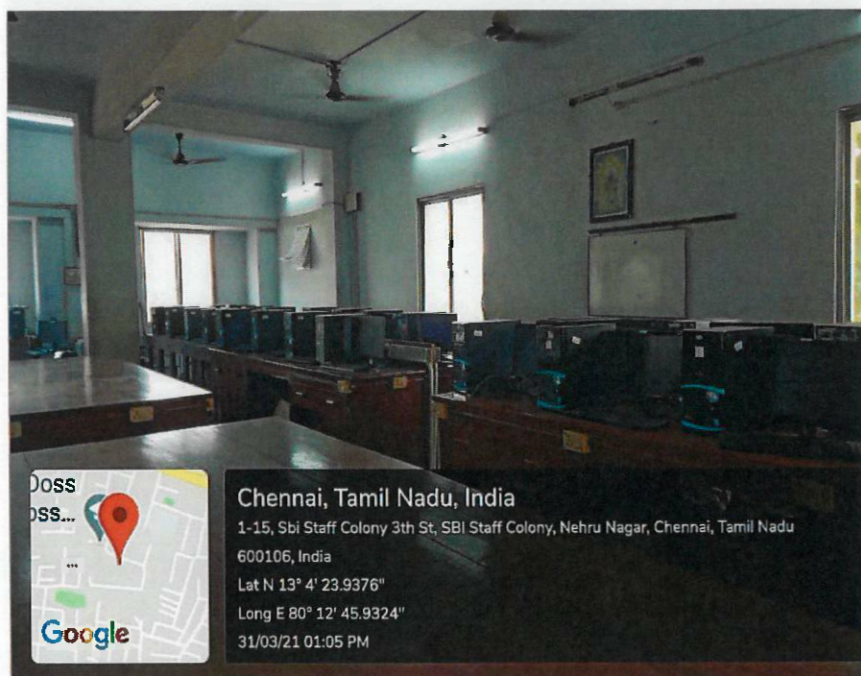 Doss
oss...
...
Google
Chennai, Tamil Nadu, India
1-15, Sbi Staff Colony 3th St, SBI Staff Colony, Nehru Nagar, Chennai, Tamil Nadu
600106, India
Lat N 13° 4' 23.9376"
Long E 80° 12' 45.9324"
31/03/21 01:05 PM